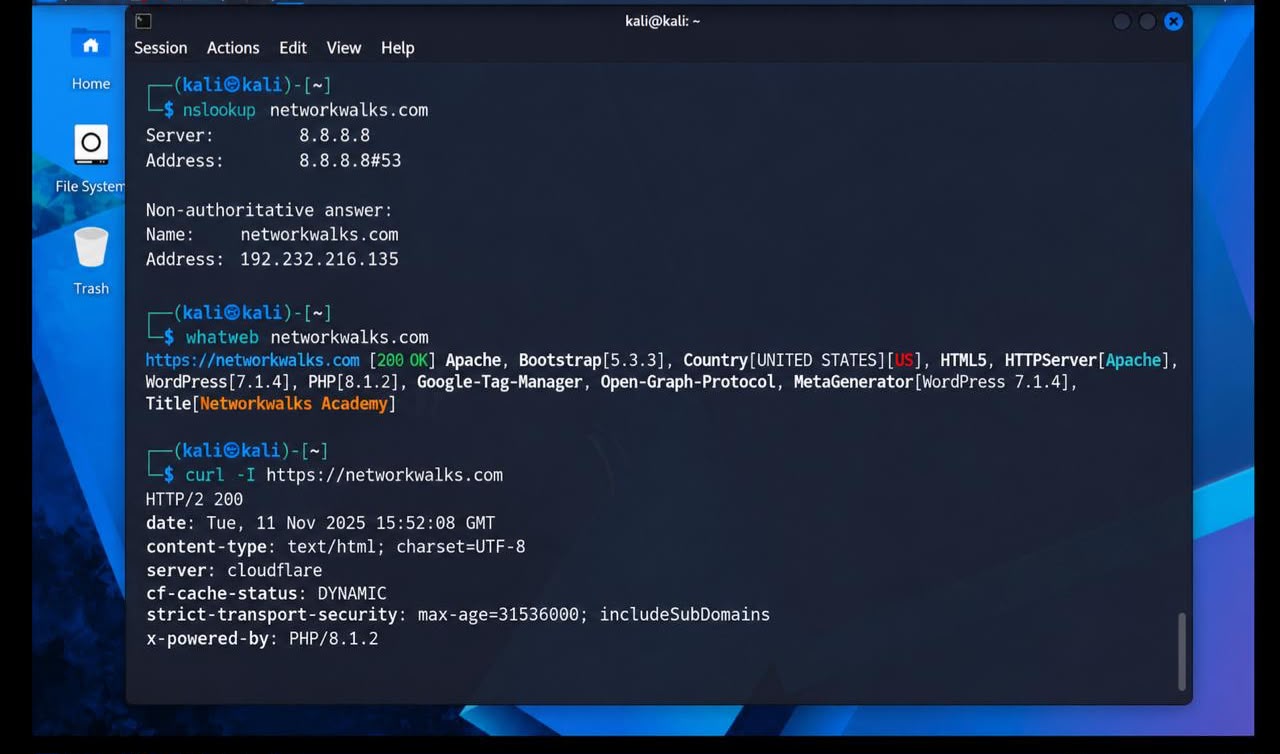 kali@kali: ~
Session Actions Edit View Help
Home
File System
Trash
┌──(kali㉿kali)-[~]
└─$ nslookup networkwalks.com
Server: 8.8.8.8
Address: 8.8.8.8#53
Non-authoritative answer:
Name: networkwalks.com
Address: 192.232.216.135
┌──(kali㉿kali)-[~]
└─$ whatweb networkwalks.com
https://networkwalks.com [200 OK] Apache, Bootstrap[5.3.3], Country[UNITED STATES][US], HTML5, HTTPServer[Apache],
WordPress[7.1.4], PHP[8.1.2], Google-Tag-Manager, Open-Graph-Protocol, MetaGenerator[WordPress 7.1.4],
Title[Networkwalks Academy]
┌──(kali㉿kali)-[~]
└─$ curl -I https://networkwalks.com
HTTP/2 200
date: Tue, 11 Nov 2025 15:52:08 GMT
content-type: text/html; charset=UTF-8
server: cloudflare
cf-cache-status: DYNAMIC
strict-transport-security: max-age=31536000; includeSubDomains
x-powered-by: PHP/8.1.2